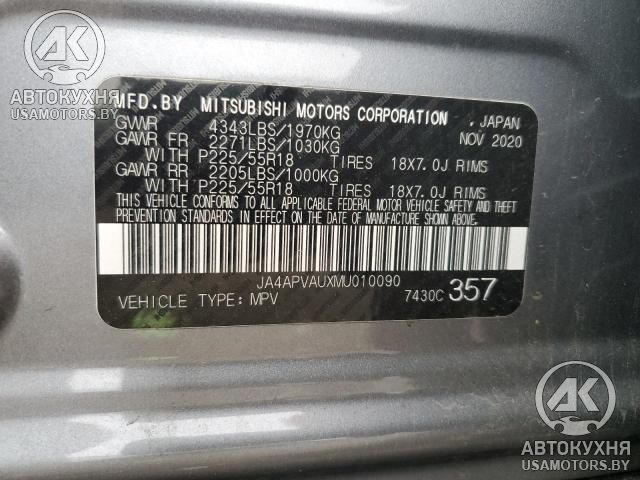 АК
АВТОКУХНЯ
USAMOTORS.BY
MFD.BY MITSUBISHI MOTORS CORPORATION , JAPAN
GVWR 4343LBS/1970KG NOV 2020
GAWR FR 2271LBS/1030KG
WITH P225/55R18 TIRES 18X7.0J RIMS
GAWR RR 2205LBS/1000KG
WITH P225/55R18 TIRES 18X7.0J RIMS
THIS VEHICLE CONFORMS TO ALL APPLICABLE FEDERAL MOTOR VEHICLE SAFETY AND THEFT
PREVENTION STANDARDS IN EFFECT ON THE DATE OF MANUFACTURE SHOWN ABOVE.
JA4APVAUXMU010090
VEHICLE TYPE: MPV 7430C 357
АК
АВТОКУХНЯ
USAMOTORS.BY